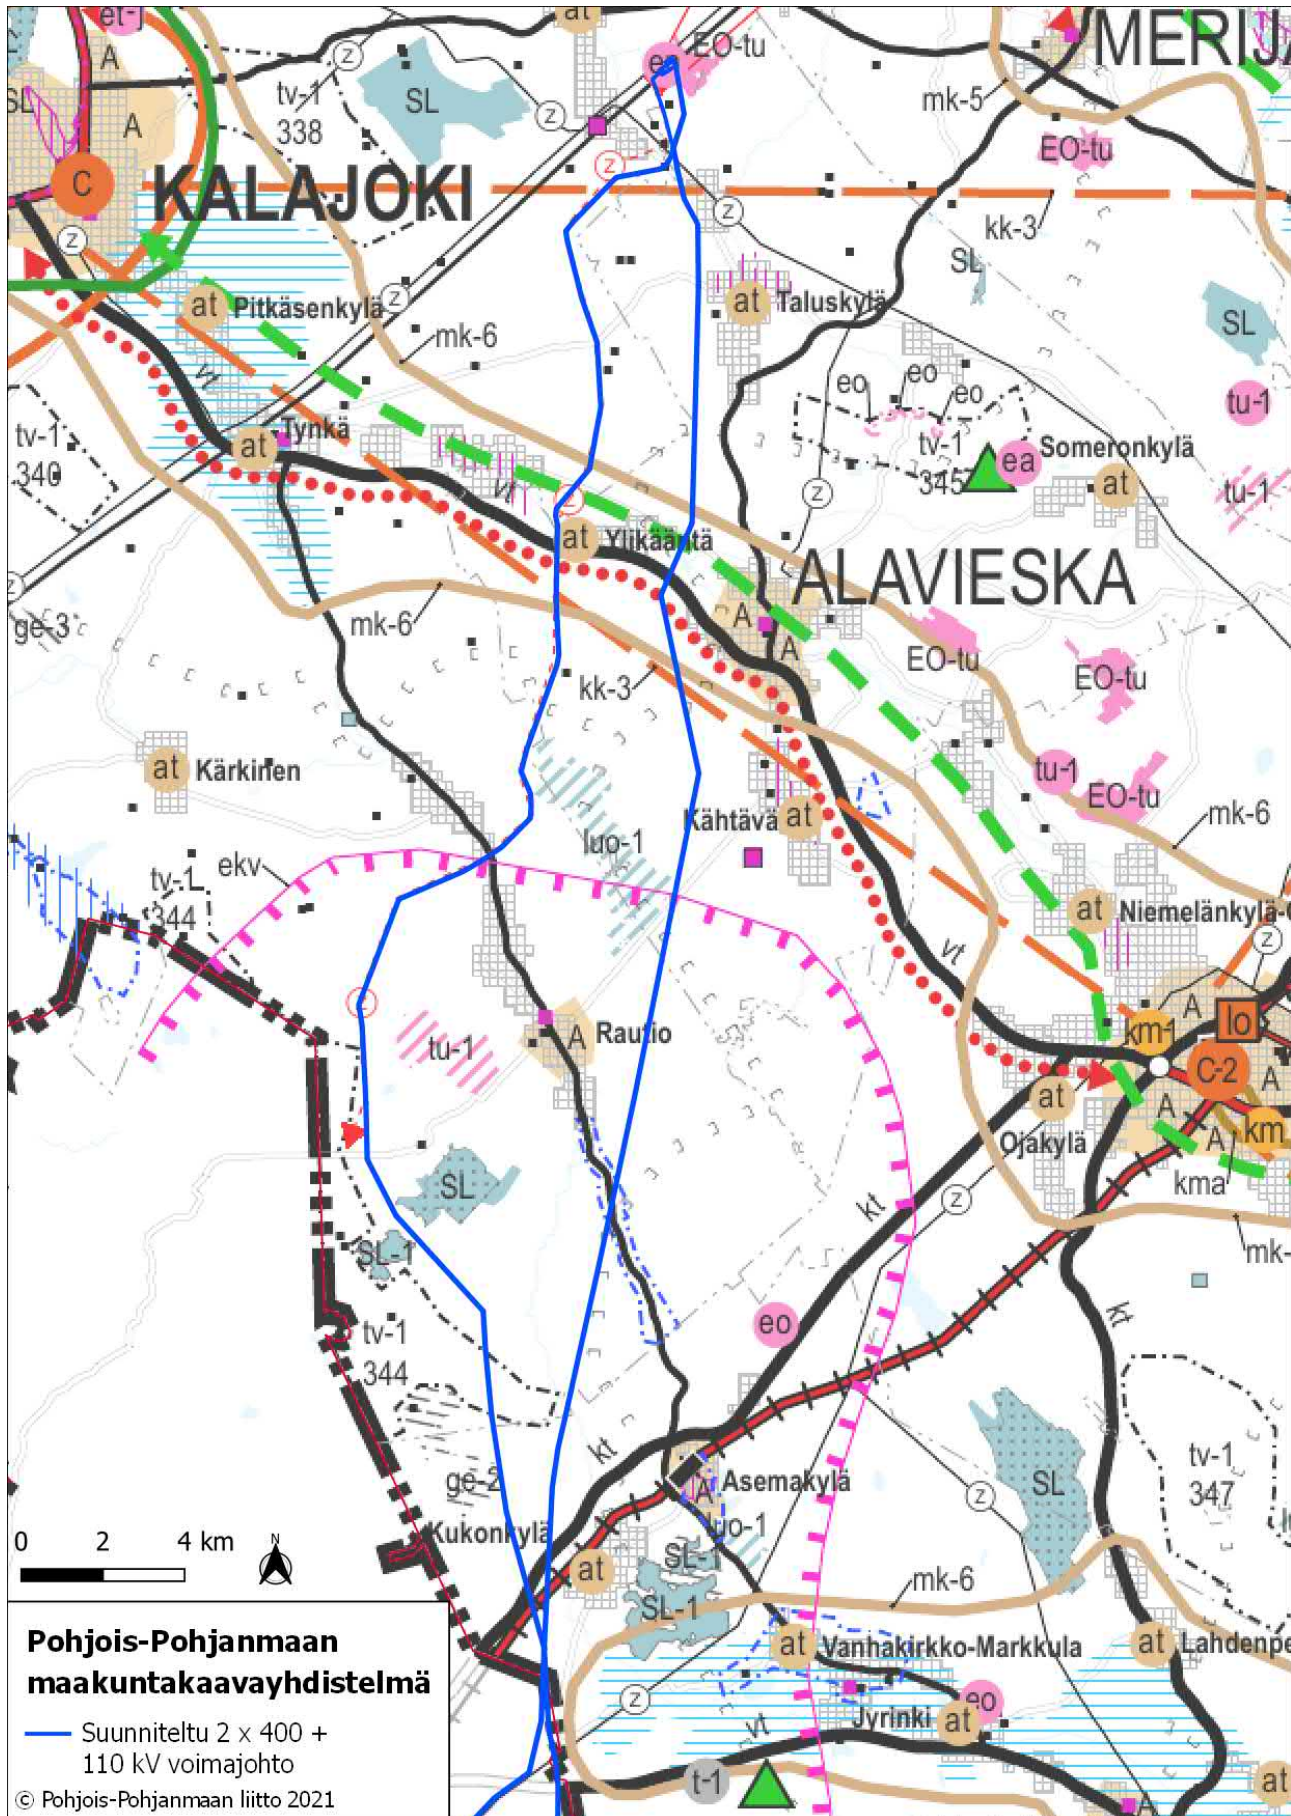 et-j
A
at
EO-tu
MERIJA
z
tv-1
338
SL
mk-5
z
SL
A
EO-tu
z
C
KALAJOKI
z
z
kk-3
SL
at
Pitkäsenkylä
z
at
Taluskylä
SL
mk-6
vt
eo
eo
eo
tu-1
tv-1
340
at
Tynkä
tv-1
345
ea
Someronkylä
at
vt
z
z
tu-1
at
Ylikääntä
ALAVIESKA
z
ge-3
mk-6
A
A
EO-tu
EO-tu
kk-3
at
Kärkinen
tu-1
EO-tu
Kähtävä
at
mk-6
luo-1
ekv
tv-1
344
at
Niemelänkylä-
vt
z
z
A
lo
km-1
tu-1
A
Rautio
C-2
A
at
A
A
km
Ojakylä
kma
SL
kt
z
mk-
SL-1
eo
kt
tv-1
344
kt
tv-1
347
SL
ge-2
A
Asemakylä
z
luo-1
Kukonkylä
SL-1
0 2 4 km
N
at
mk-6
SL-1
at
Vanhakirkko-Markkula
at
Lahdenpe
Pohjois-Pohjanmaan
maakuntakaavayhdistelmä
z
eo
Jyrinki
at
vt
Suunniteltu 2 x 400 +
110 kV voimajohto
t-1
at
A
© Pohjois-Pohjanmaan liitto 2021